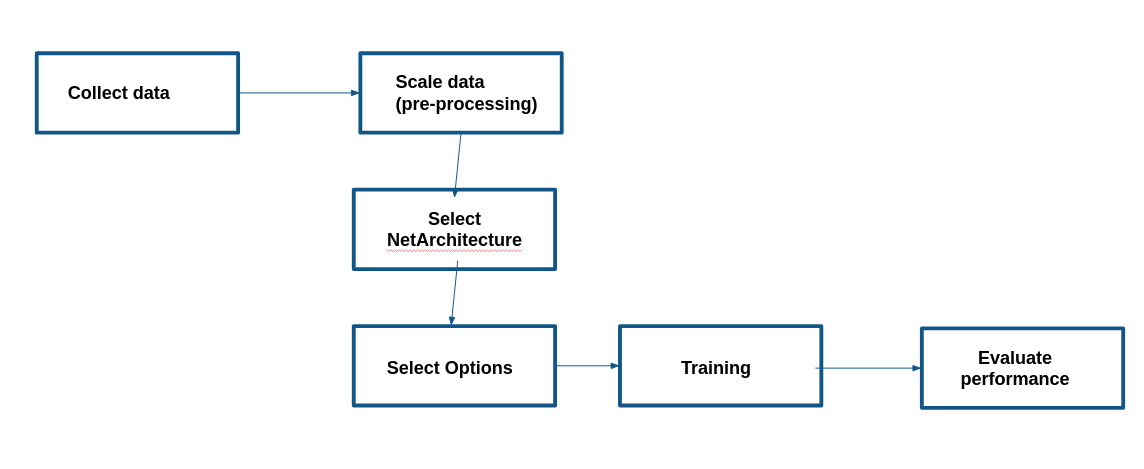 Collect data
Scale data
(pre-processing)
Select
NetArchitecture
Select Options
Training
Evaluate
performance